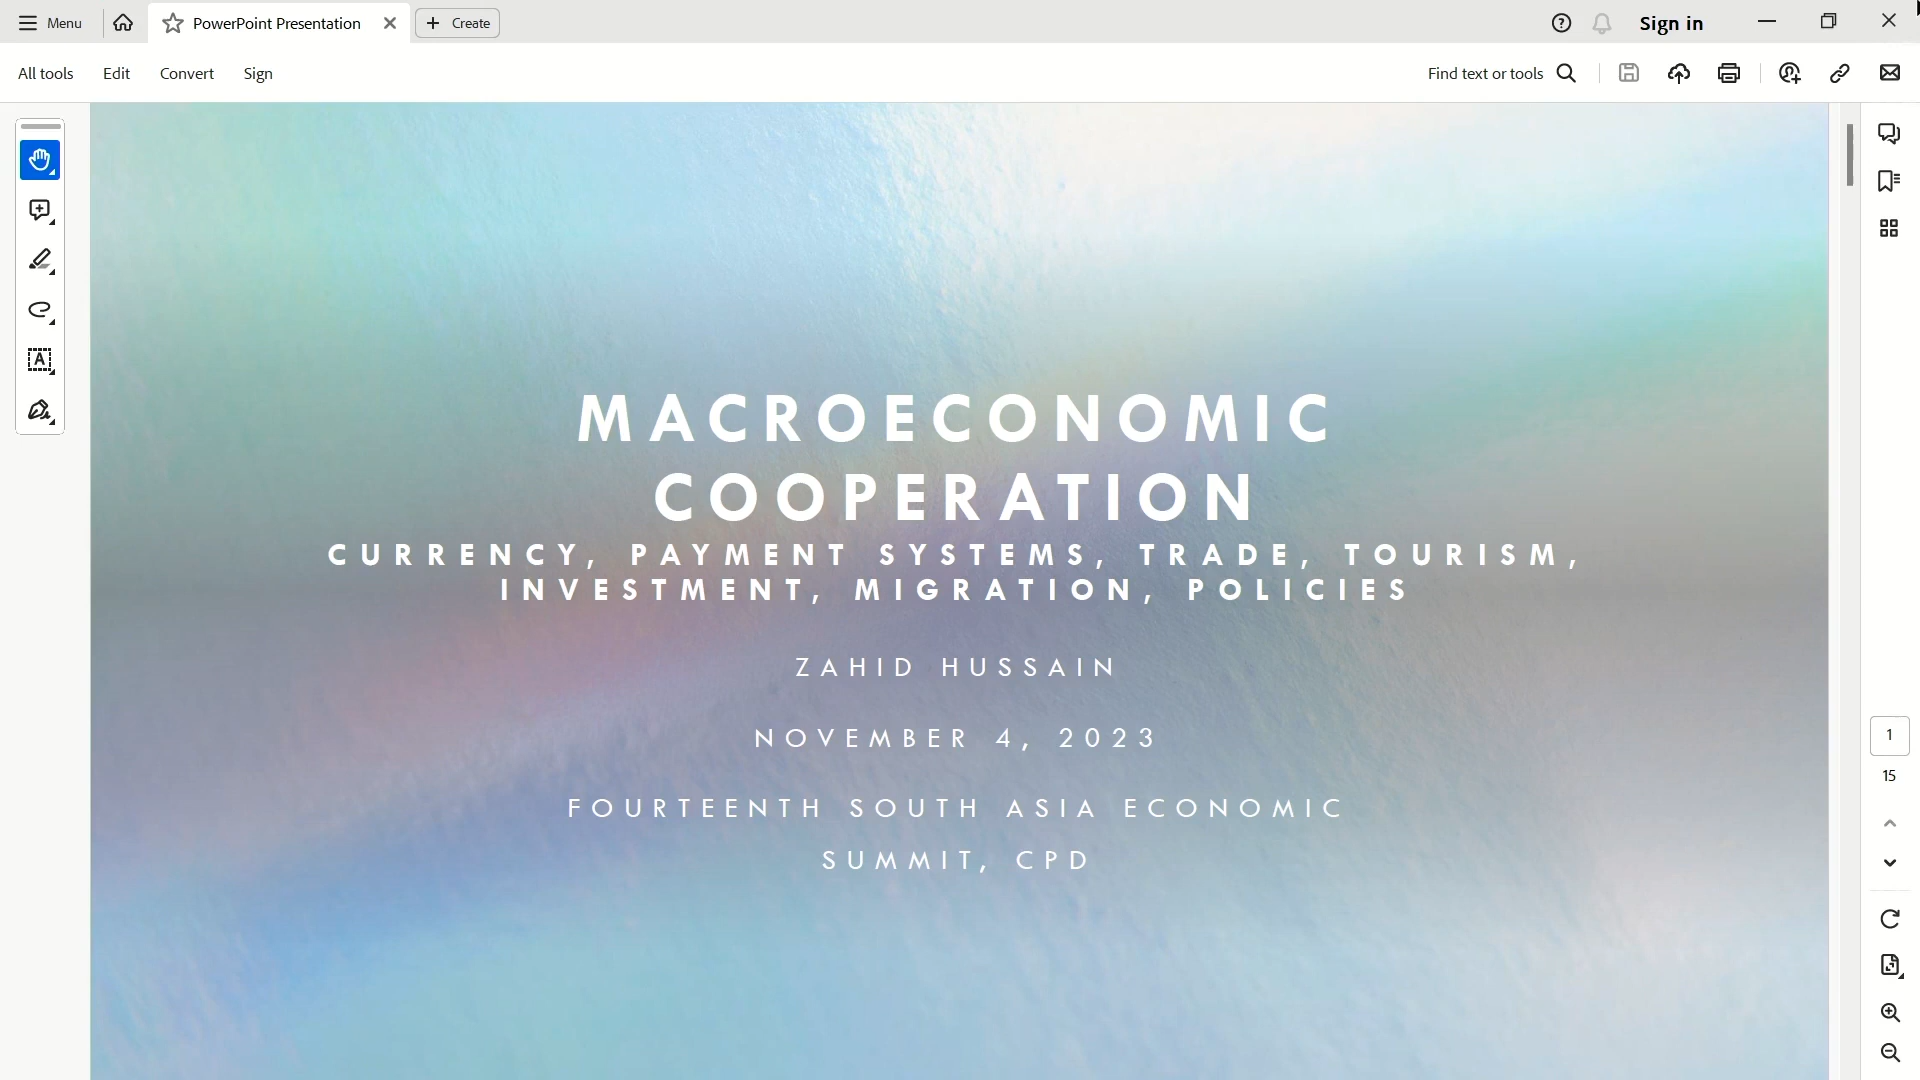 Menu
PowerPoint Presentation
Create
Sign in
All tools
Edit
Convert
Sign
Find text or tools
MACROECONOMIC
COOPERATION
CURRENCY, PAYMENT SYSTEMS, TRADE, TOURISM,
INVESTMENT, MIGRATION, POLICIES
ZAHID HUSSAIN
NOVEMBER 4, 2023
FOURTEENTH SOUTH ASIA ECONOMIC
SUMMIT, CPD
1
15